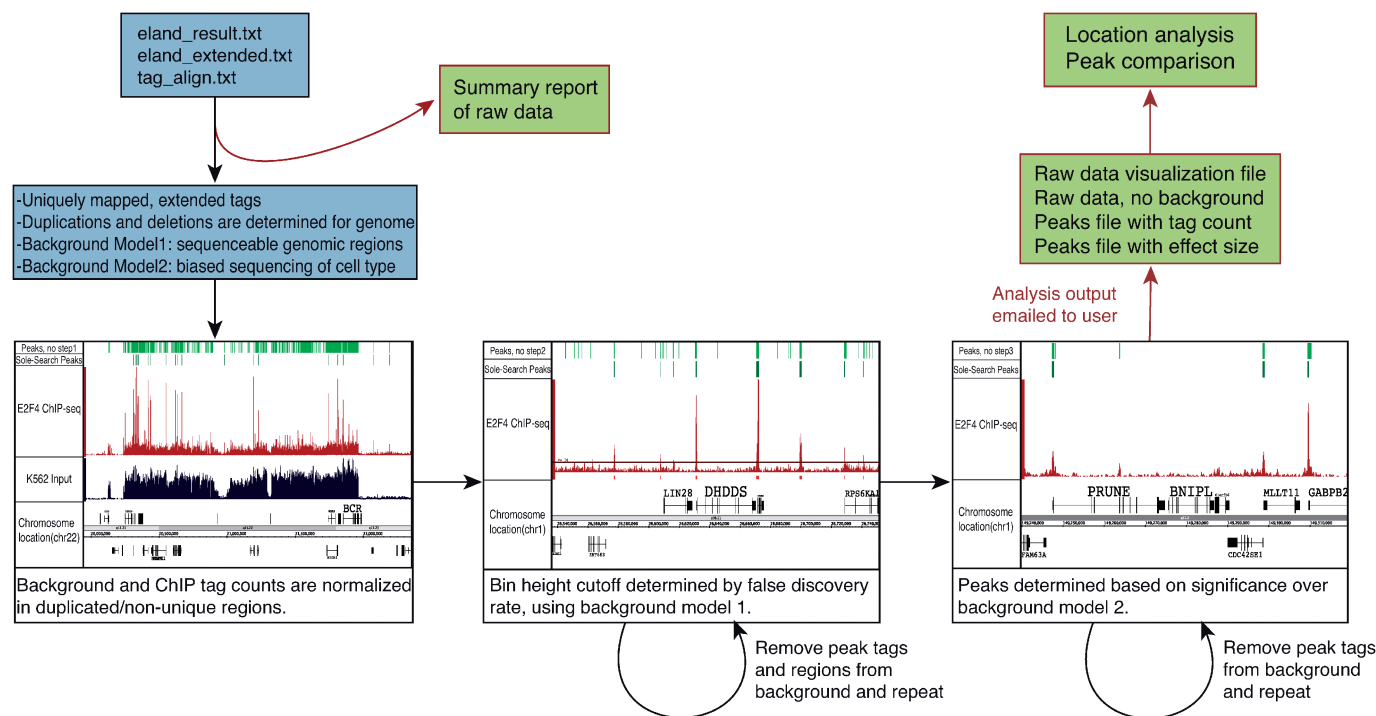 eland_result.txt
eland_extended.txt
tag_align.txt
Summary report
of raw data
Location analysis
Peak comparison
-Uniquely mapped, extended tags
-Duplications and deletions are determined for genome
-Background Model1: sequenceable genomic regions
-Background Model2: biased sequencing of cell type
Raw data visualization file
Raw data, no background
Peaks file with tag count
Peaks file with effect size
Analysis output
emailed to user
Peaks, no step1
Sole-Search Peaks
E2F4 ChIP-seq
K562 Input
Chromosome
location(chr22)
BCR
Background and ChIP tag counts are normalized
in duplicated/non-unique regions.
Peaks, no step2
Sole-Search Peaks
E2F4 ChIP-seq
Chromosome
location(chr1)
LIN28
DHDDS
Bin height cutoff determined by false discovery
rate, using background model 1.
Remove peak tags
and regions from
background and repeat
Peaks, no step3
Sole-Search Peaks
E2F4 ChIP-seq
Chromosome
location(chr1)
PRUNE
BNIPL
MLLT11
GABPB2
FAM63A
CDC42SE1
Peaks determined based on significance over
background model 2.
Remove peak tags
from background
and repeat